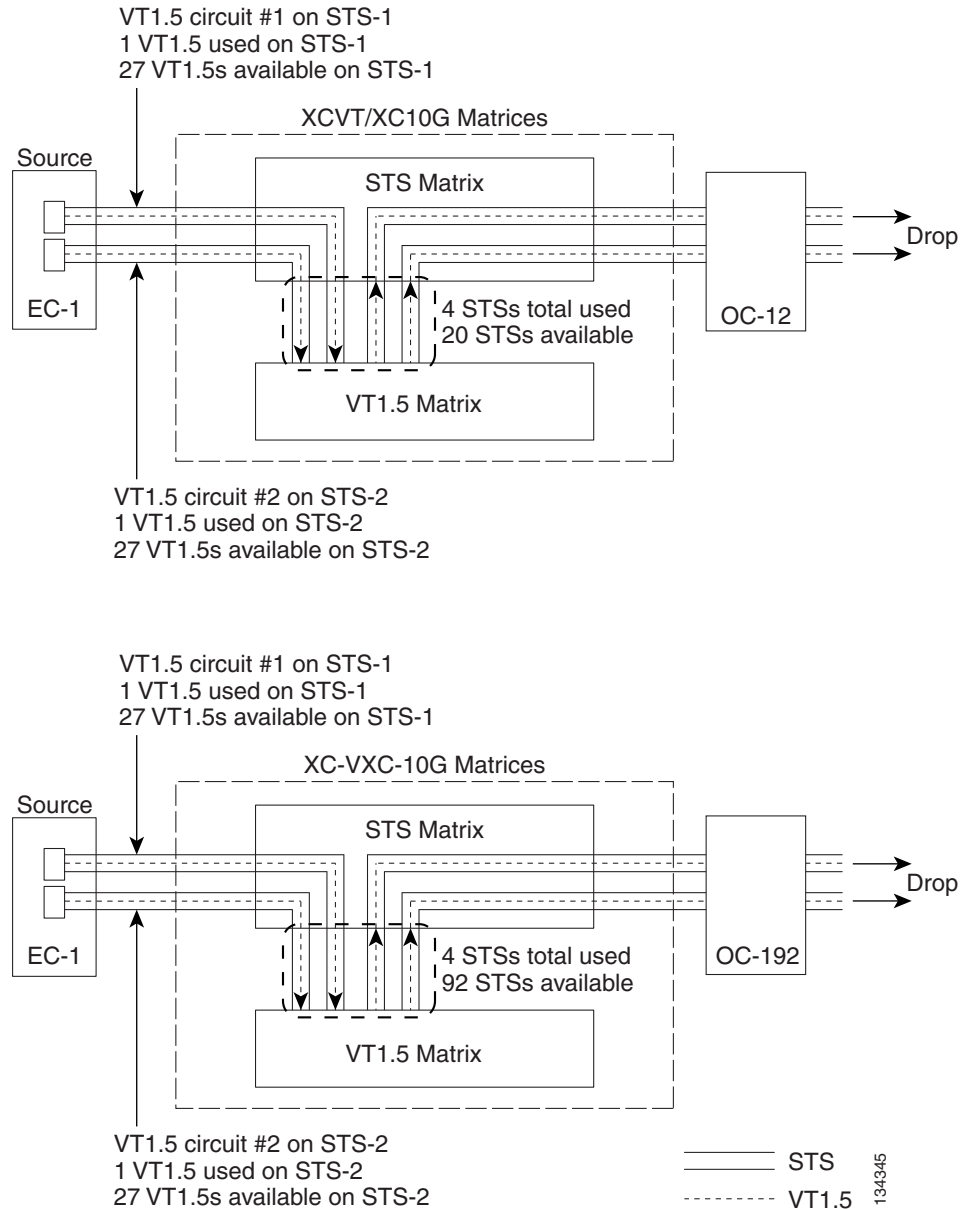 VT1.5 circuit #1 on STS-1
1 VT1.5 used on STS-1
27 VT1.5s available on STS-1
XCVT/XC10G Matrices
Source
STS Matrix
Drop
EC-1
4 STSs total used
20 STSs available
OC-12
VT1.5 Matrix
VT1.5 circuit #2 on STS-2
1 VT1.5 used on STS-2
27 VT1.5s available on STS-2
VT1.5 circuit #1 on STS-1
1 VT1.5 used on STS-1
27 VT1.5s available on STS-1
XC-VXC-10G Matrices
Source
STS Matrix
Drop
EC-1
4 STSs total used
92 STSs available
OC-192
VT1.5 Matrix
VT1.5 circuit #2 on STS-2
1 VT1.5 used on STS-2
27 VT1.5s available on STS-2
STS
VT1.5
134345